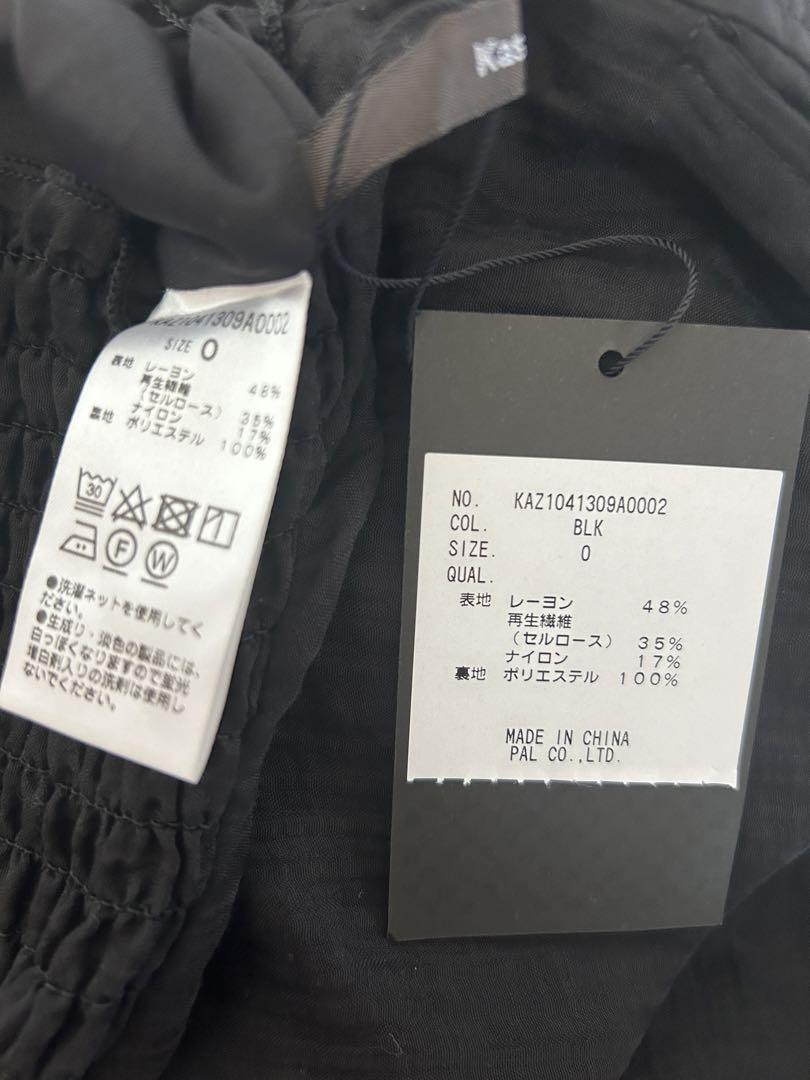 Kas
KAZ1041309A0002
SIZE 0
表地 レーヨン 48%
再生繊維
(セルロース) 35%
ナイロン 17%
裏地 ポリエステル 100%
30
F W
●洗濯ネットを使用してく
ださい。
●生成り・淡色の製品には、
白っぽくなりますので蛍光
増白剤入りの洗剤は使用し
ないでください。
NO. KAZ1041309A0002
COL. BLK
SIZE. 0
QUAL.
表地 レーヨン 48%
再生繊維
(セルロース) 35%
ナイロン 17%
裏地 ポリエステル 100%
MADE IN CHINA
PAL CO.,LTD.